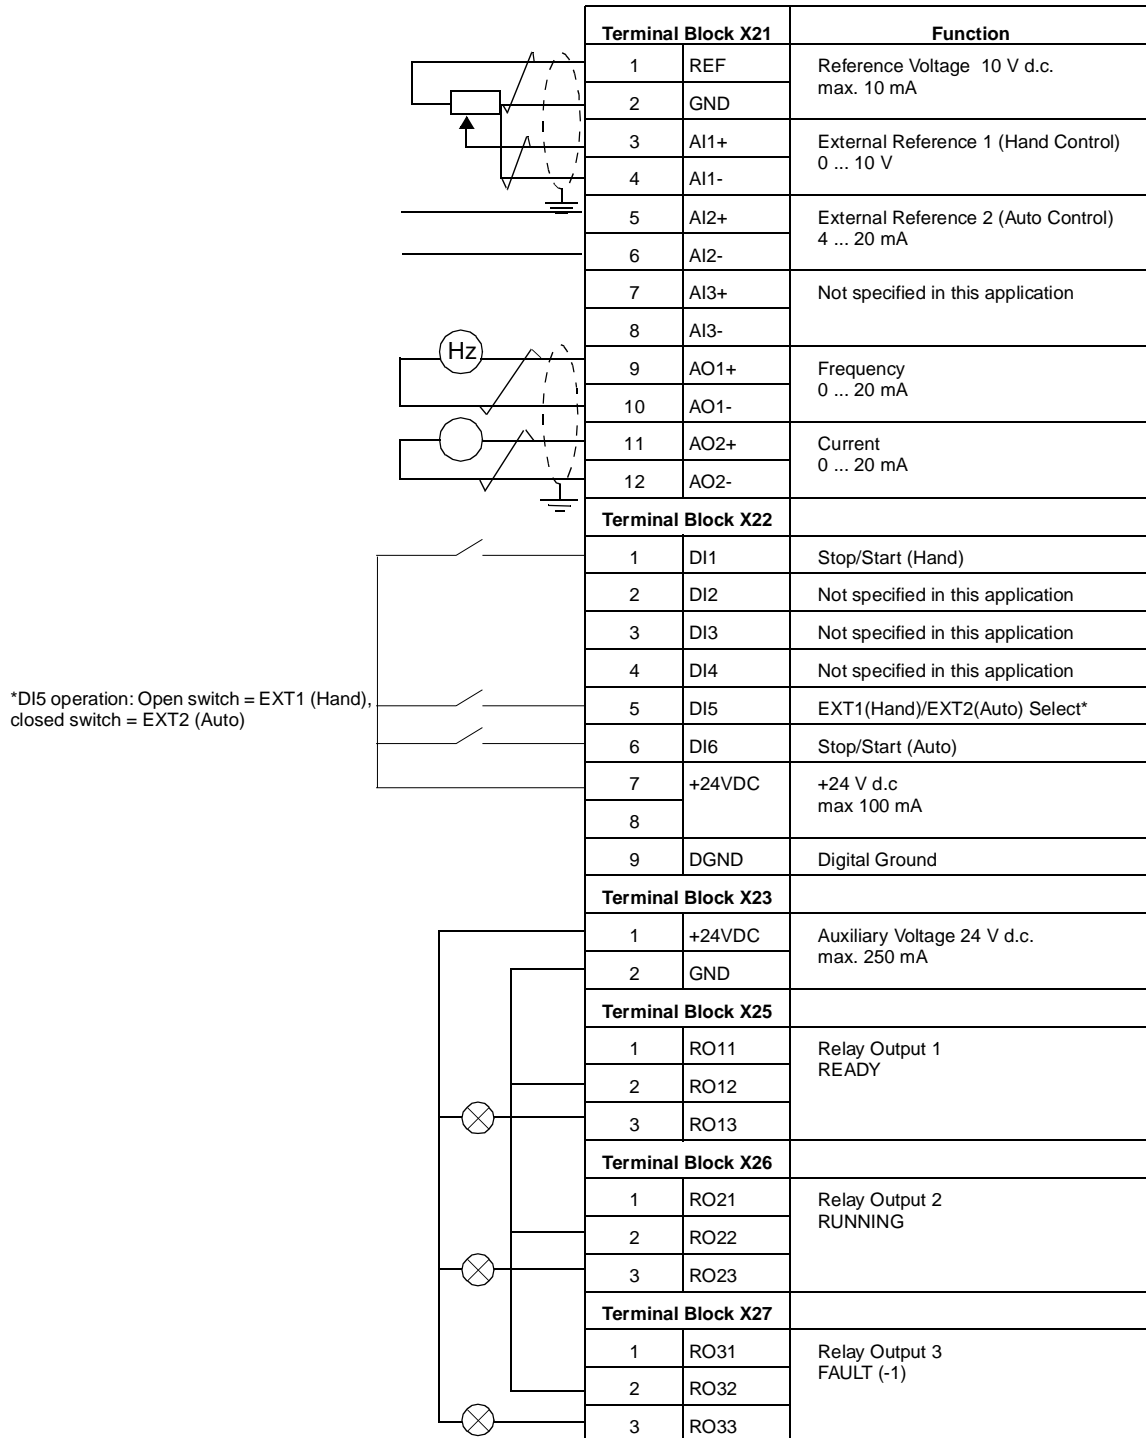 Terminal Block X21 Function
1 REF Reference Voltage 10 V d.c.
max. 10 mA
2 GND
3 AI1+ External Reference 1 (Hand Control)
0 ... 10 V
4 AI1-
5 AI2+ External Reference 2 (Auto Control)
4 ... 20 mA
6 AI2-
7 AI3+ Not specified in this application
8 AI3-
Hz
9 AO1+ Frequency
0 ... 20 mA
10 AO1-
11 AO2+ Current
0 ... 20 mA
12 AO2-
Terminal Block X22
1 DI1 Stop/Start (Hand)
2 DI2 Not specified in this application
3 DI3 Not specified in this application
4 DI4 Not specified in this application
*DI5 operation: Open switch = EXT1 (Hand),
closed switch = EXT2 (Auto)
5 DI5 EXT1(Hand)/EXT2(Auto) Select*
6 DI6 Stop/Start (Auto)
7 +24VDC +24 V d.c
max 100 mA
8
9 DGND Digital Ground
Terminal Block X23
1 +24VDC Auxiliary Voltage 24 V d.c.
max. 250 mA
2 GND
Terminal Block X25
1 RO11 Relay Output 1
READY
2 RO12
3 RO13
Terminal Block X26
1 RO21 Relay Output 2
RUNNING
2 RO22
3 RO23
Terminal Block X27
1 RO31 Relay Output 3
FAULT (-1)
2 RO32
3 RO33